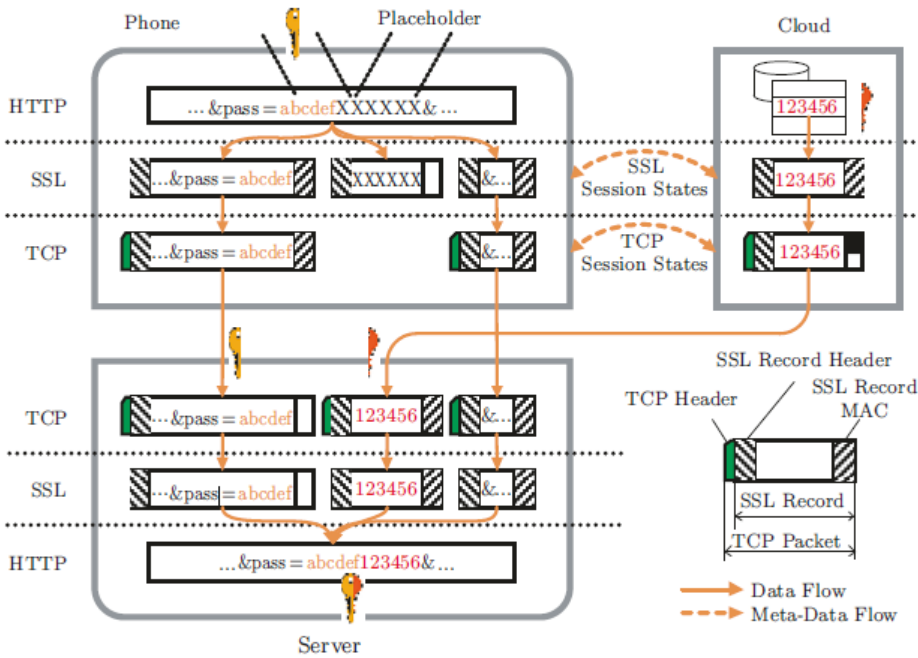 Phone
Placeholder
Cloud
HTTP
... &pass = abcdefXXXXXX& ...
123456
SSL
...&pass = abcdef
XXXXXX
&...
SSL
Session States
123456
TCP
...&pass = abcdef
&...
TCP
Session States
123456
TCP
...&pass = abcdef
123456
&...
SSL
...&pass = abcdef
123456
&...
HTTP
... &pass = abcdef123456& ...
Server
SSL Record Header
TCP Header
SSL Record
MAC
SSL Record
TCP Packet
Data Flow
Meta-Data Flow